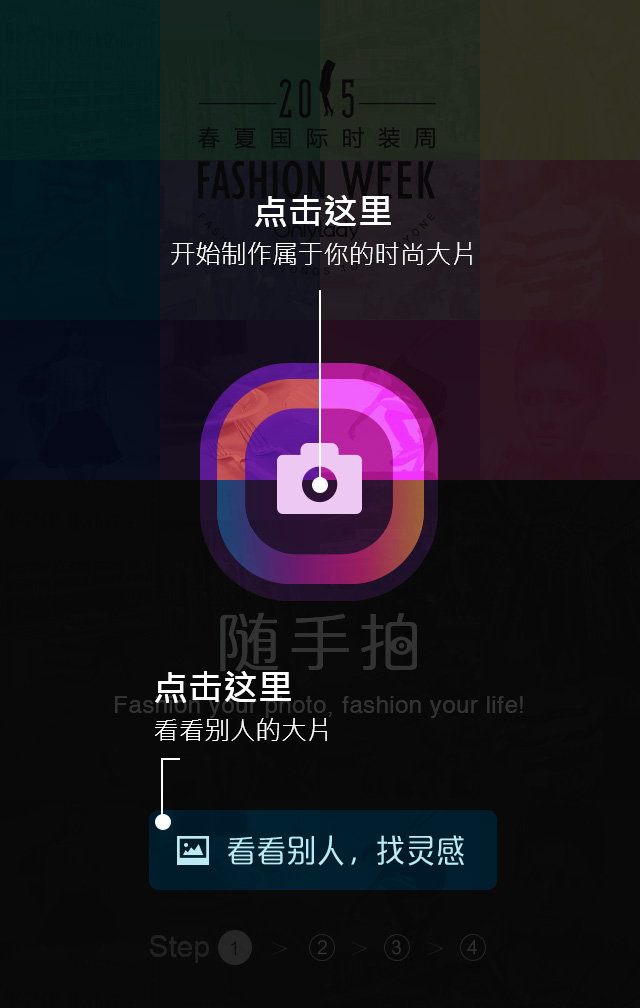 2015
春夏国际时装周
FASHION WEEK
点击这里
Onlylady
开始制作属于你的时尚大片
随手拍
点击这里
Fashion your photo, fashion your life!
看看别人的大片
看看别人，找灵感
Step 1 > 2 > 3 > 4